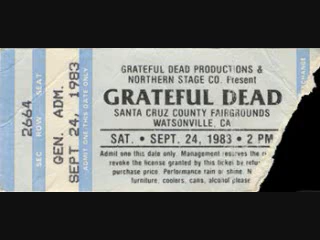 2664
SEC ROW SEAT
GEN. ADM.
SEPT 24, 1983
ADMIT ONE THIS DATE ONLY
GRATEFUL DEAD PRODUCTIONS &
NORTHERN STAGE CO. Present
GRATEFUL DEAD
SANTA CRUZ COUNTY FAIRGROUNDS
WATSONVILLE, CA
SAT. • SEPT. 24, 1983 • 2 PM
Admit one this date only. Management reserves the
revoke the license granted by this ticket by refun
purchase price. Performance rain or shine. N
furniture, coolers, cans, alcohol please